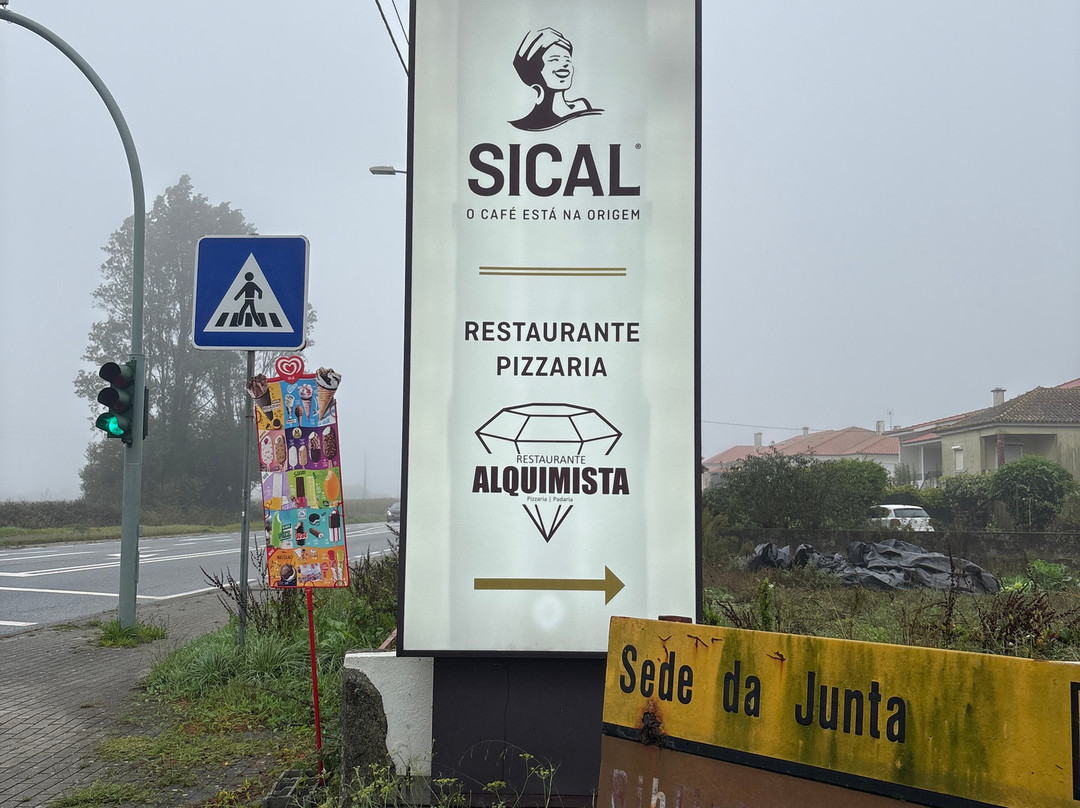 SICAL®
O CAFÉ ESTÁ NA ORIGEM
RESTAURANTE
PIZZARIA
RESTAURANTE
ALQUIMISTA
Pizzaria | Padaria
Sede da Junta